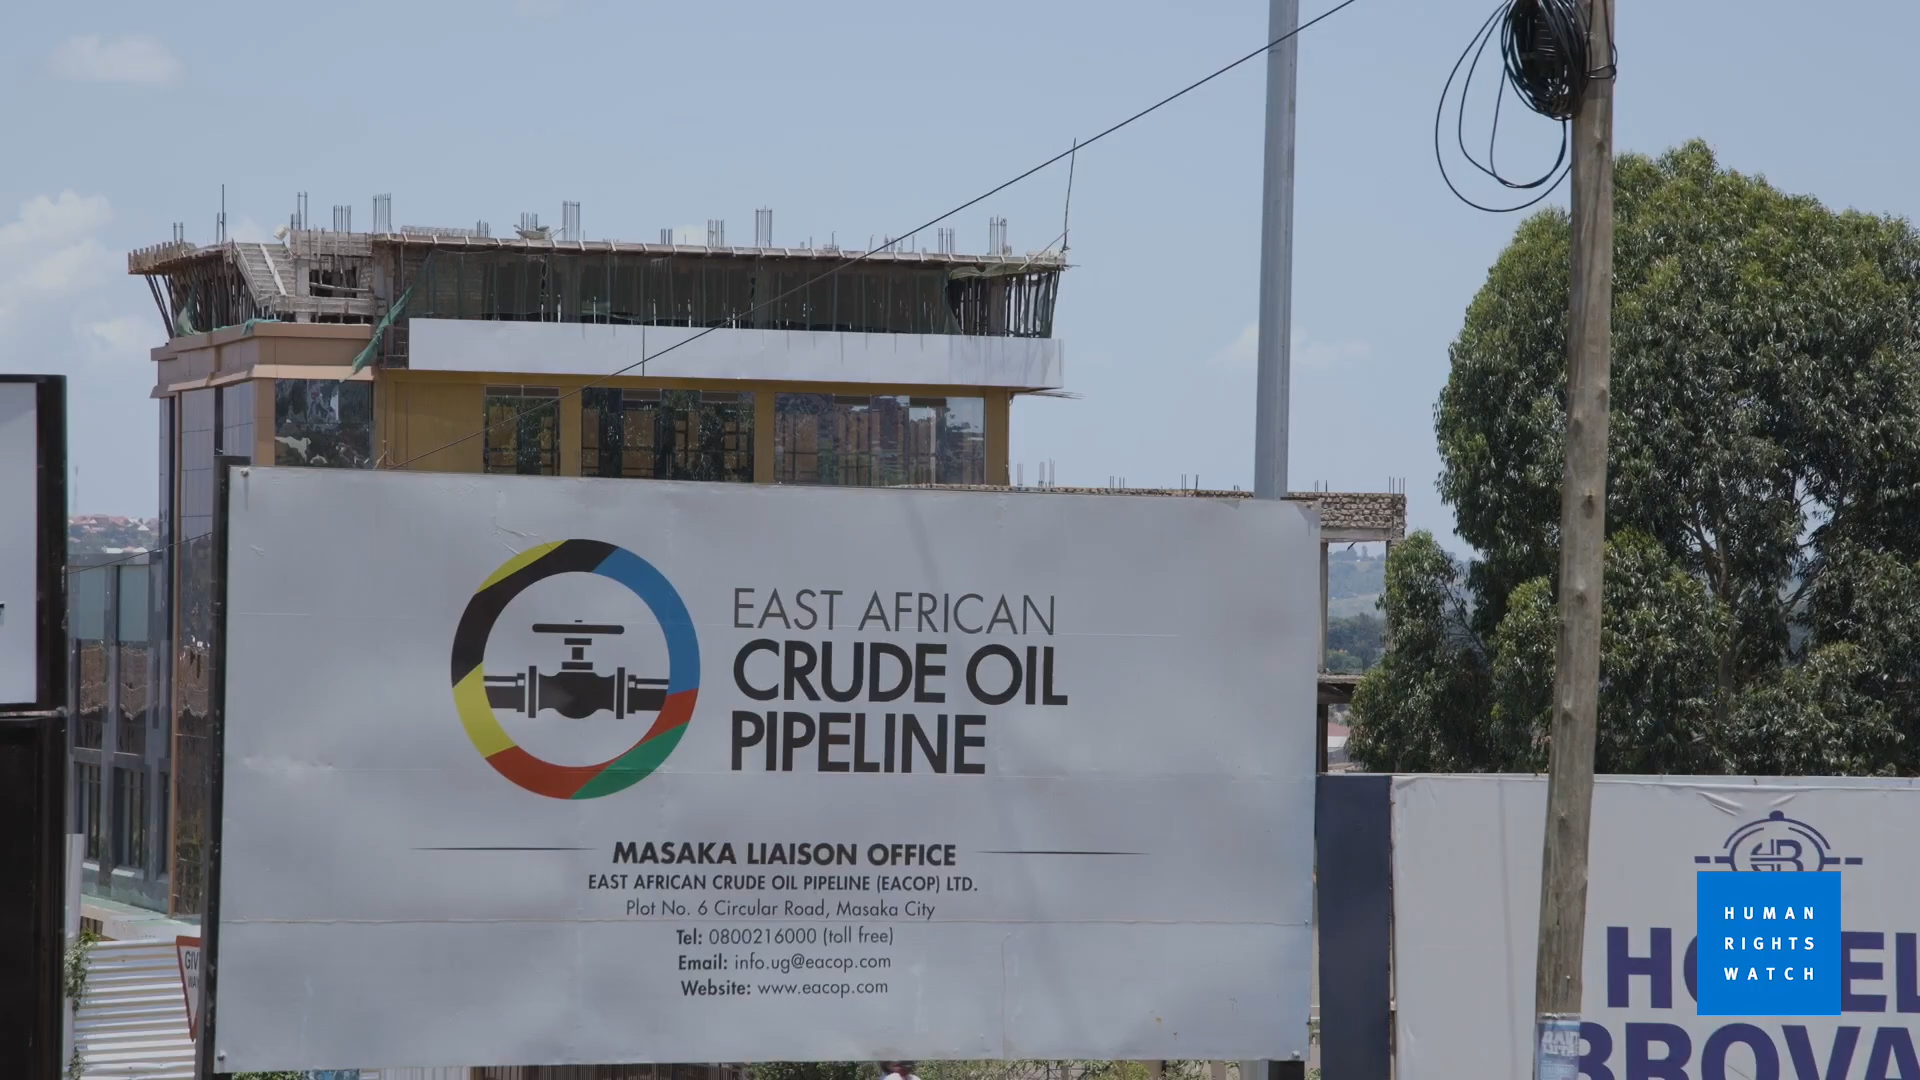 EAST AFRICAN
CRUDE OIL
PIPELINE
MASAKA LIAISON OFFICE
EAST AFRICAN CRUDE OIL PIPELINE (EACOP) LTD.
Plot No. 6 Circular Road, Masaka City
Tel: 0800216000 (toll free)
Email: info.ug@eacop.com
Website: www.eacop.com
GIV
HUMAN
RIGHTS
WATCH